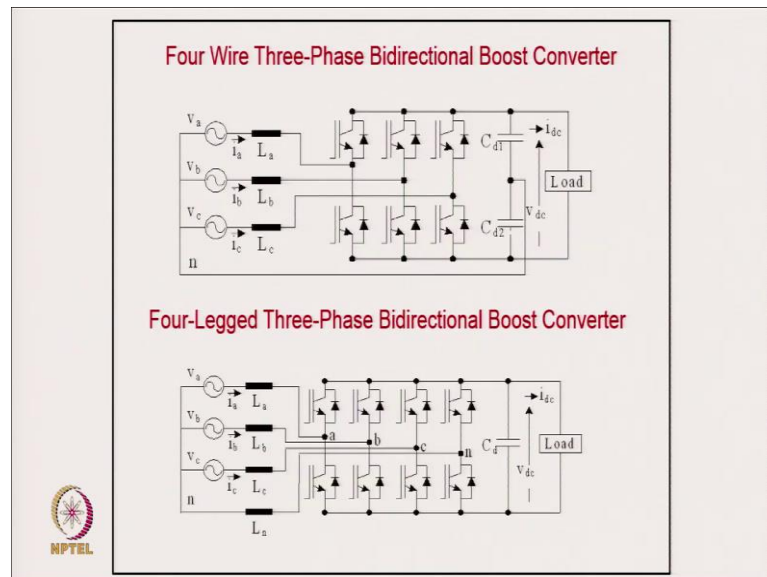 Four Wire Three-Phase Bidirectional Boost Converter
Va
ia
La
Vb
ib
Lb
Vc
ic
Lc
n
Cd1
Cd2
idc
Vdc
Load
Four-Legged Three-Phase Bidirectional Boost Converter
Va
ia
La
a
Vb
ib
Lb
b
Vc
ic
Lc
c
n
Ln
n
Cd
idc
Vdc
Load
NPTEL